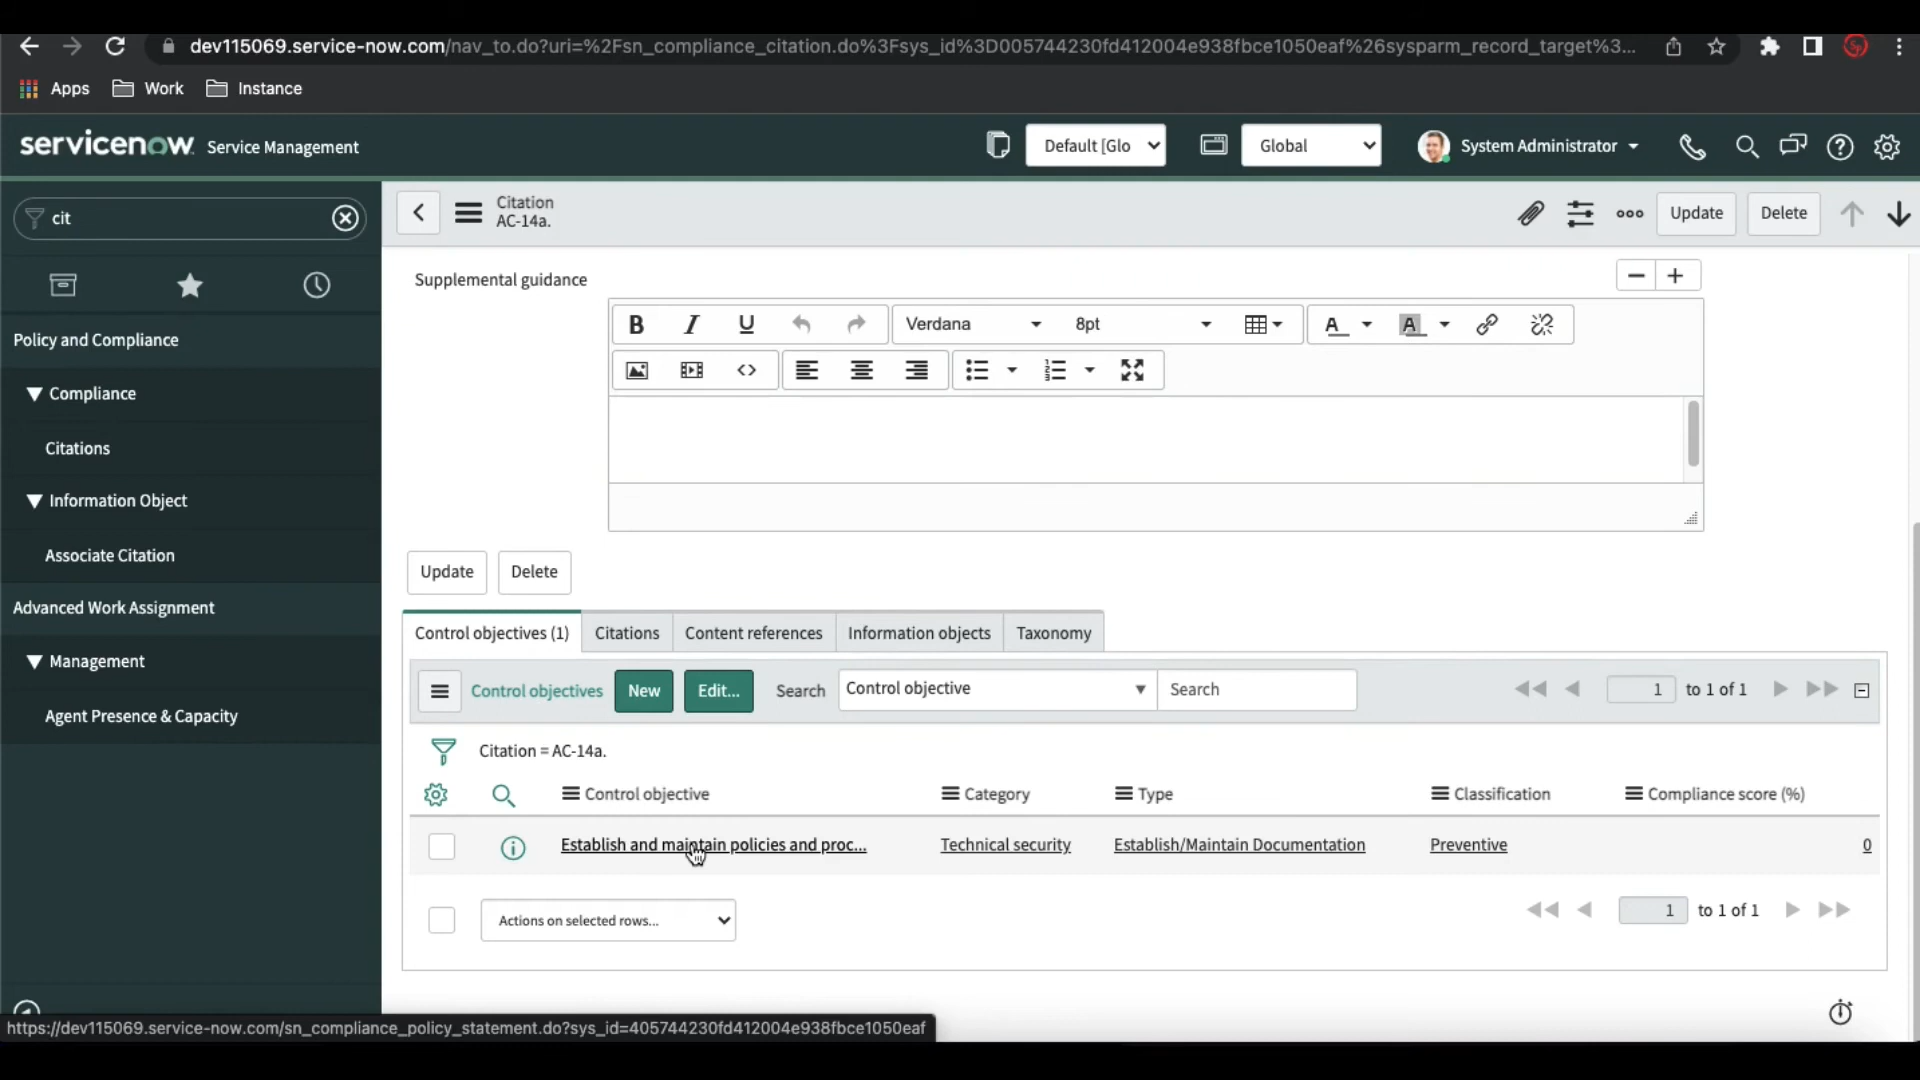 dev115069.service-now.com/nav_to.do?uri=%2Fsn_compliance_citation.do%3Fsys_id%3D005744230fd412004e938fbce1050eaf%26sysparm_record_target%3...
Apps Work Instance
servicenow Service Management Default [Glo Global System Administrator
cit
Citation
AC-14a.
Update Delete
Supplemental guidance
Verdana 8pt
Policy and Compliance
Compliance
Citations
Information Object
Associate Citation
Advanced Work Assignment
Management
Agent Presence & Capacity
Update Delete
Control objectives (1) Citations Content references Information objects Taxonomy
Control objectives New Edit... Search Control objective Search 1 to 1 of 1
Citation = AC-14a.
Control objective Category Type Classification Compliance score (%)
Establish and maintain policies and proc... Technical security Establish/Maintain Documentation Preventive 0
Actions on selected rows... 1 to 1 of 1
https://dev115069.service-now.com/sn_compliance_policy_statement.do?sys_id=405744230fd412004e938fbce1050eaf